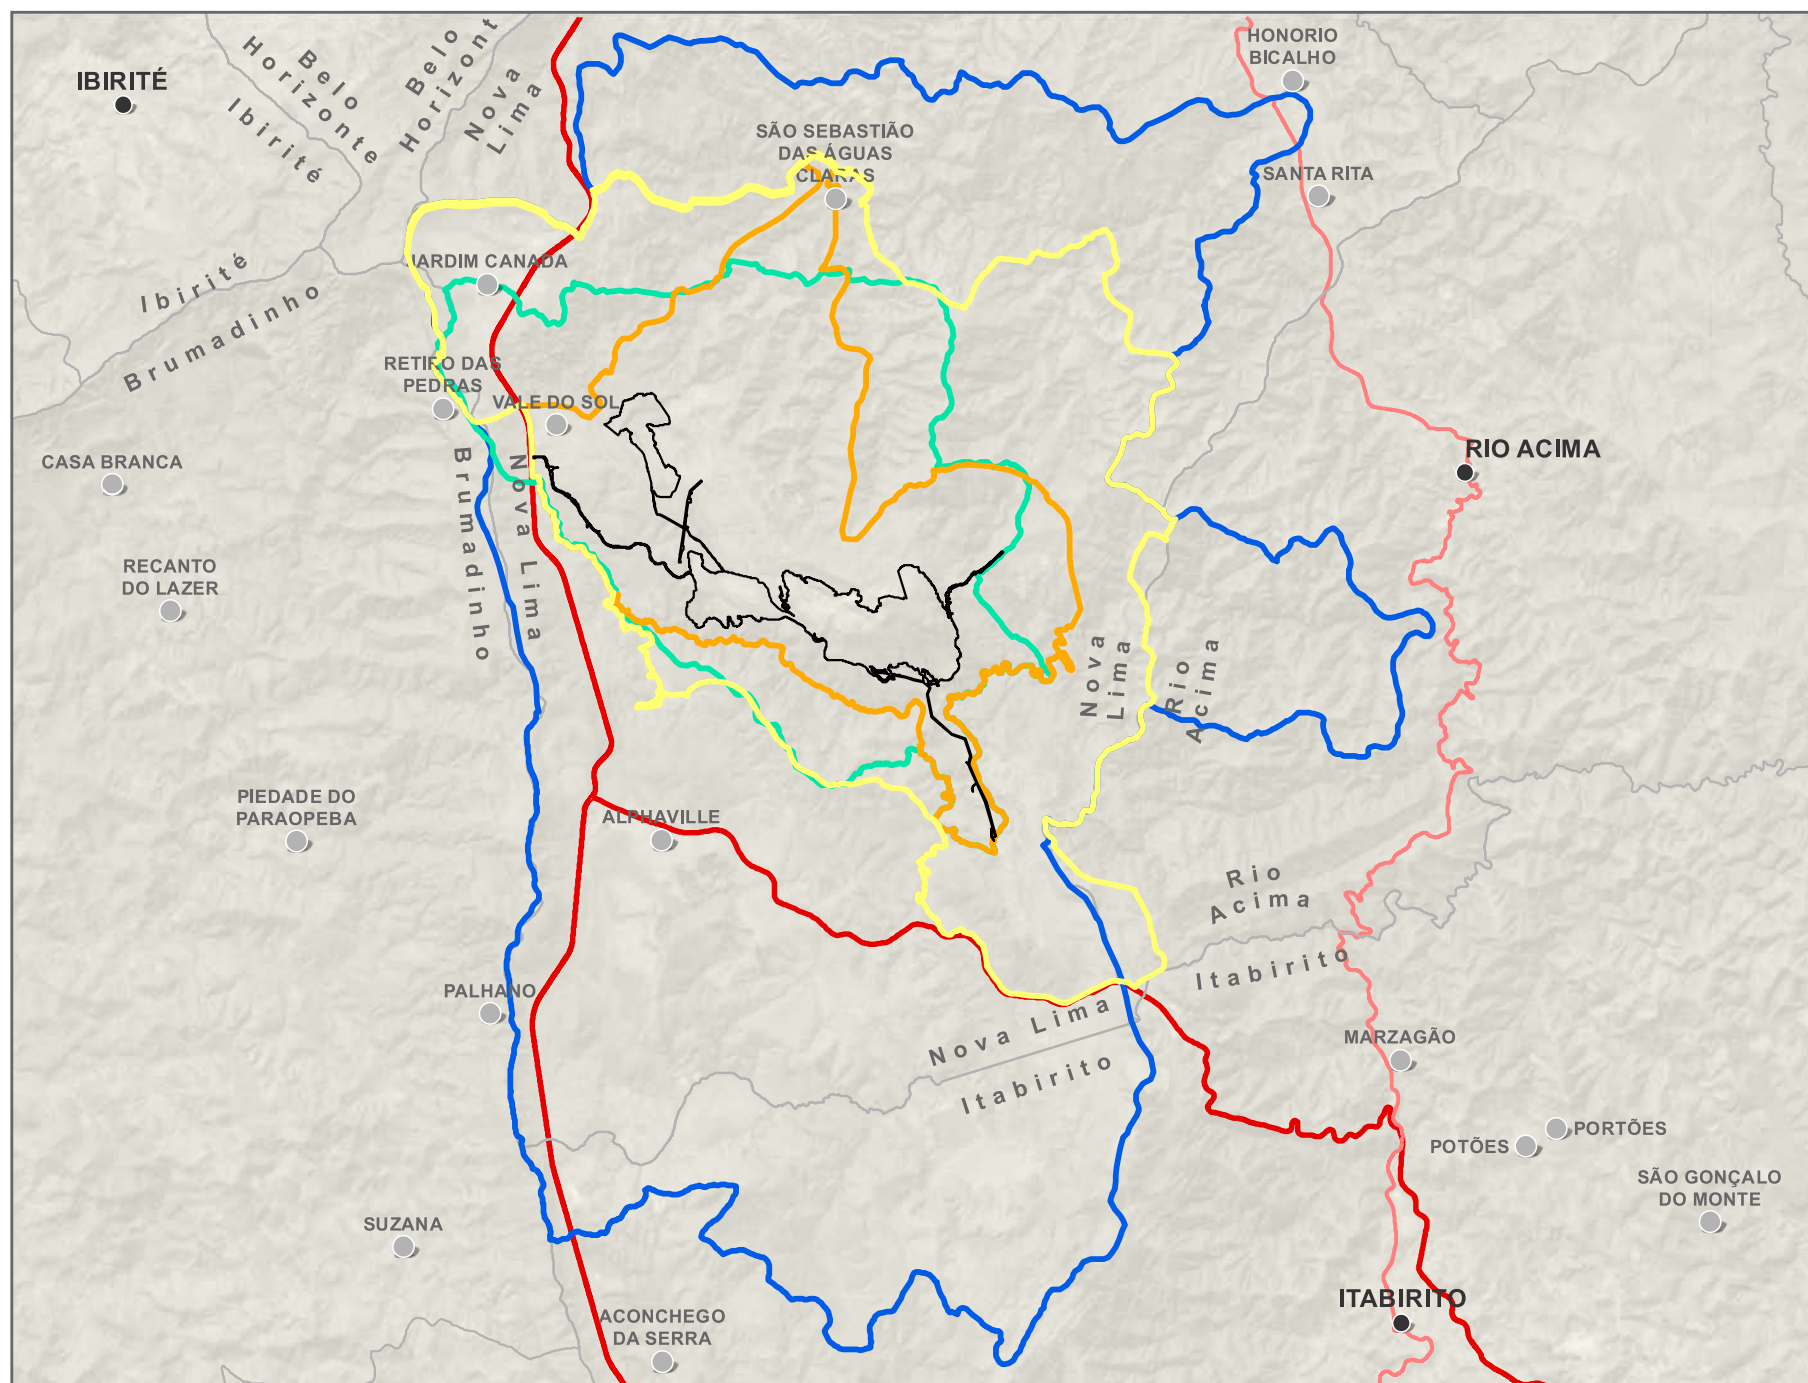 Belo
Horizonte
Ibirité
Belo
Horizont
Nova
Lima
HONORIO
BICALHO
IBIRITÉ
SÃO SEBASTIÃO
DAS ÁGUAS
CLARAS
SANTA RITA
JARDIM CANADA
Ibirité
Brumadinho
RETIRO DAS
PEDRAS
VALE DO SOL
CASA BRANCA
RIO ACIMA
Brumadinho
Nova Lima
RECANTO
DO LAZER
Nova
Lima
Rio
Acima
PIEDADE DO
PARAOPEBA
ALPHAVILLE
Rio
Acima
Itabirito
PALHANO
Nova Lima
Itabirito
MARZAGÃO
PORTÕES
POTÕES
SÃO GONÇALO
DO MONTE
SUZANA
ITABIRITO
ACONCHEGO
DA SERRA